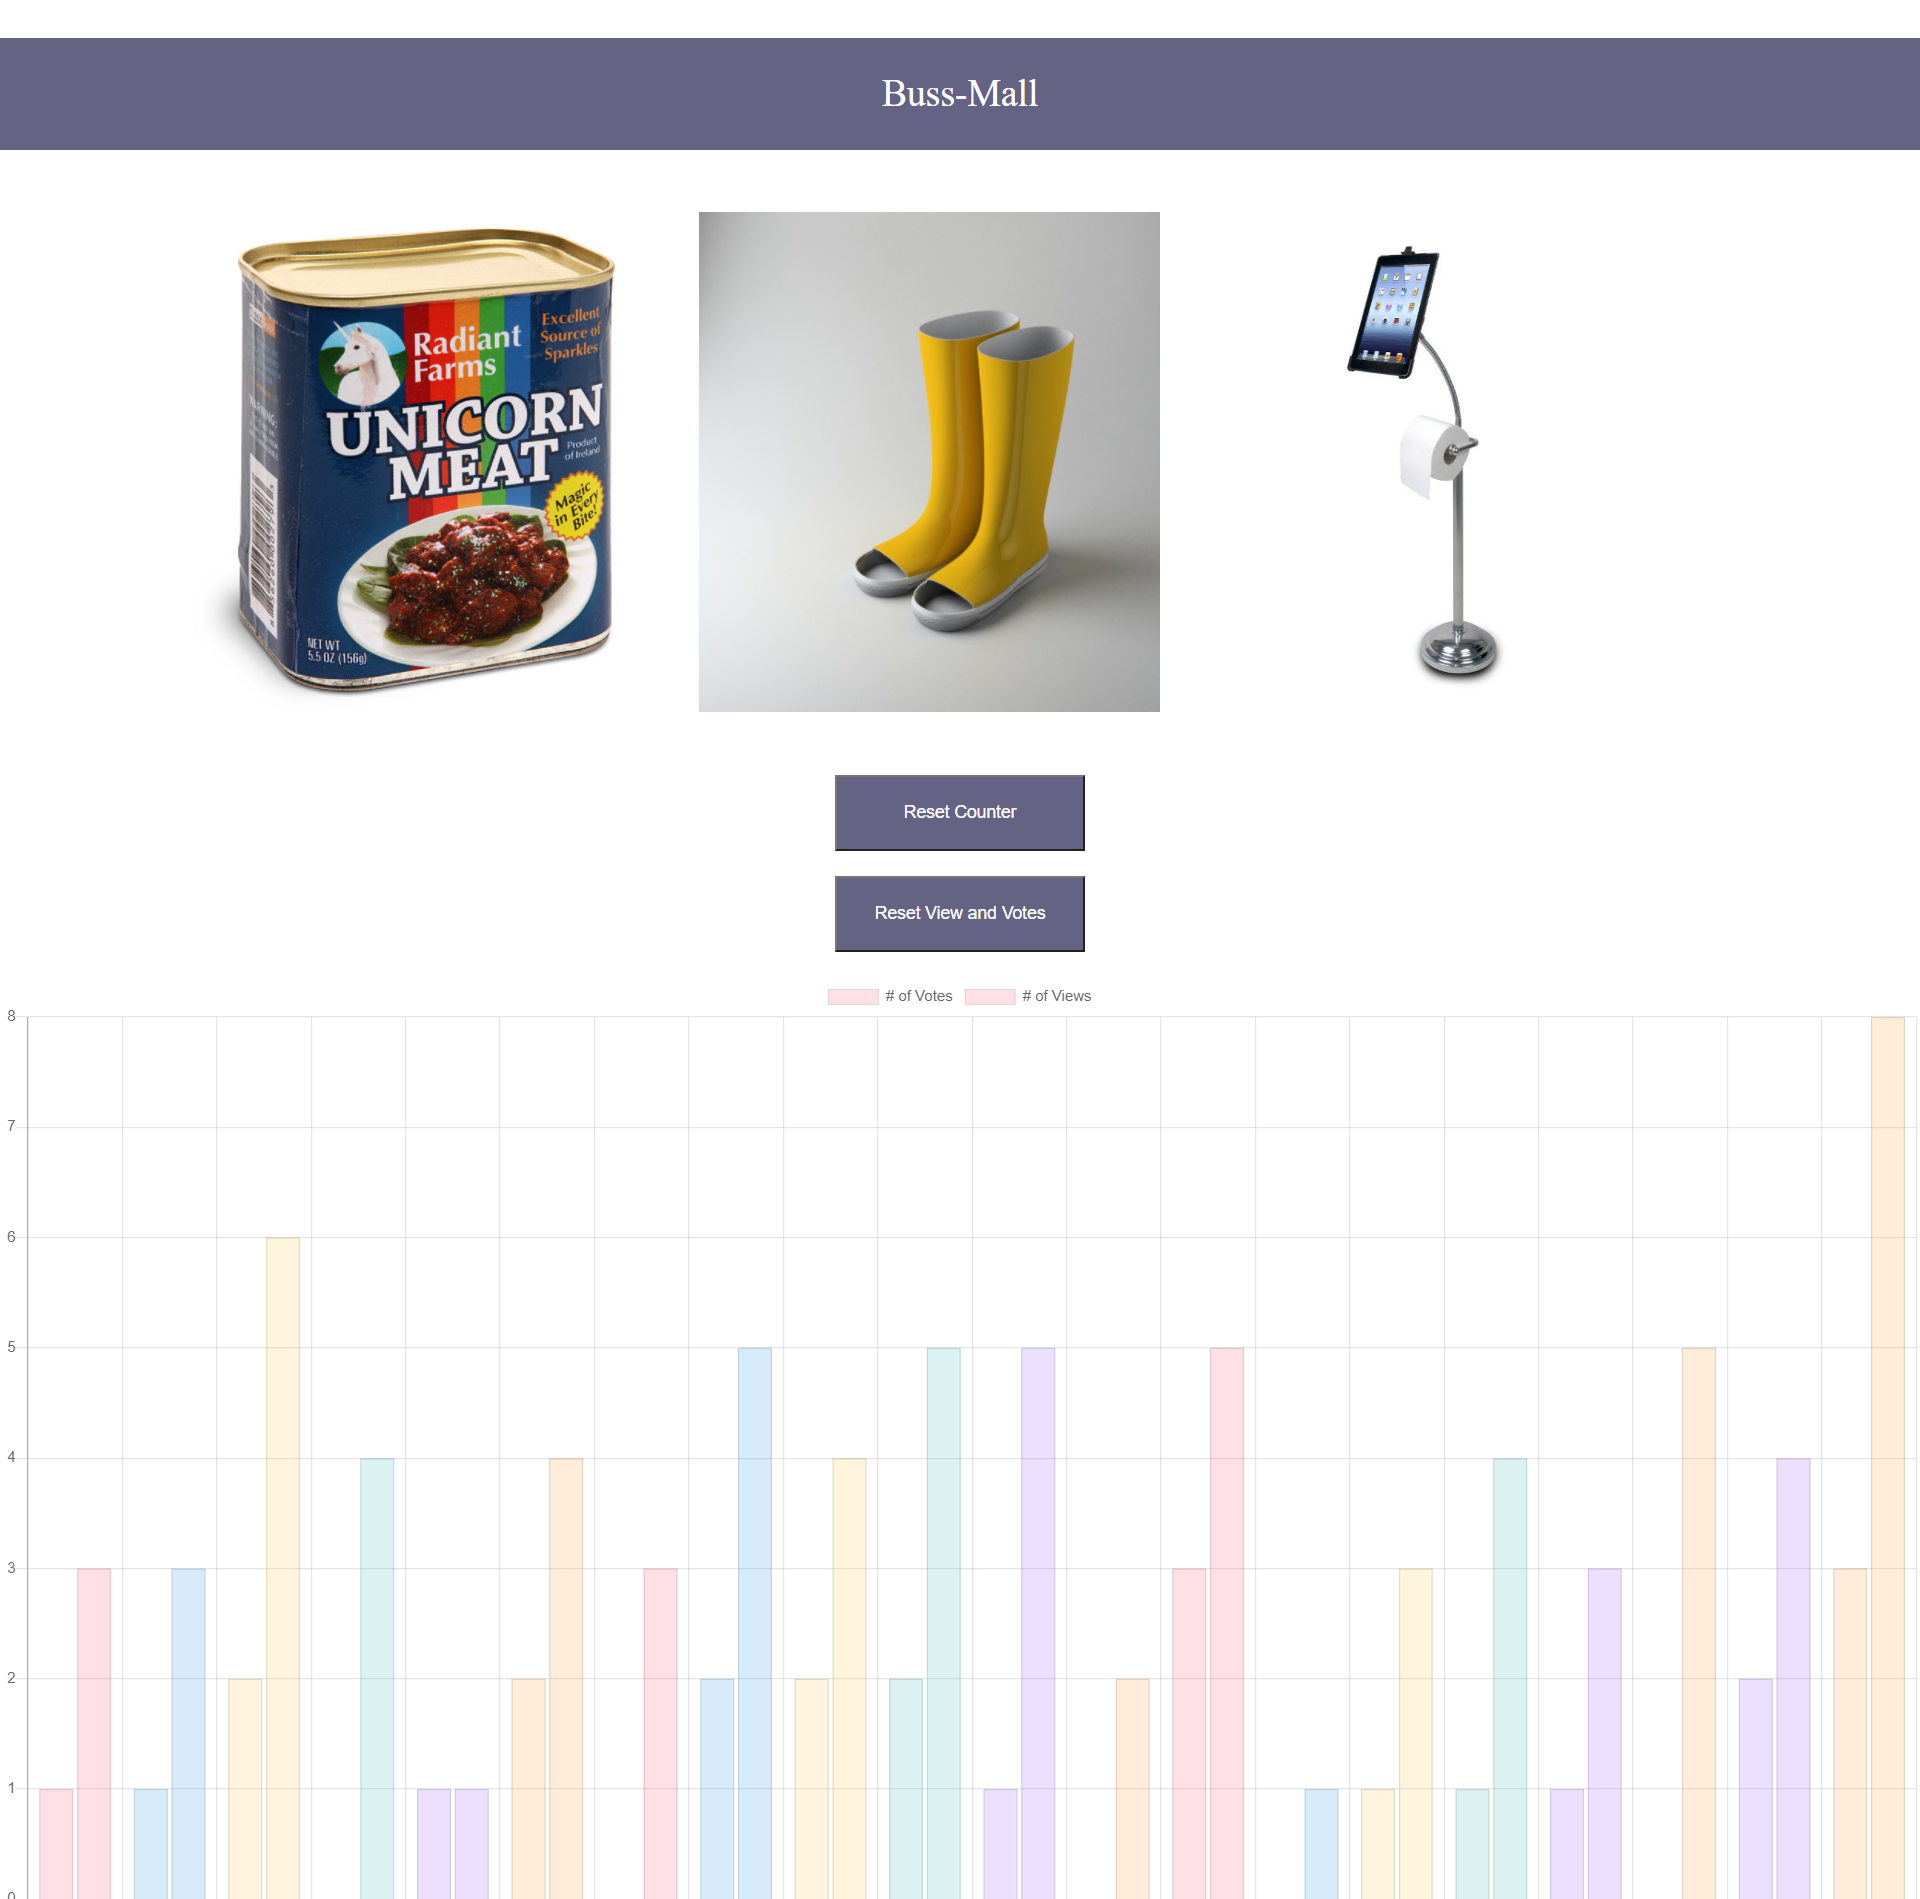 Buss-Mall
Radiant
Farms
Excellent
Source of
Sparkles
UNICORN
MEAT
Product
of Ireland
Magic
in Every
Bite!
NET WT
5.5 OZ (156g)
WARNING:
Reset Counter
Reset View and Votes
# of Votes # of Views
8
7
6
5
4
3
2
1
0